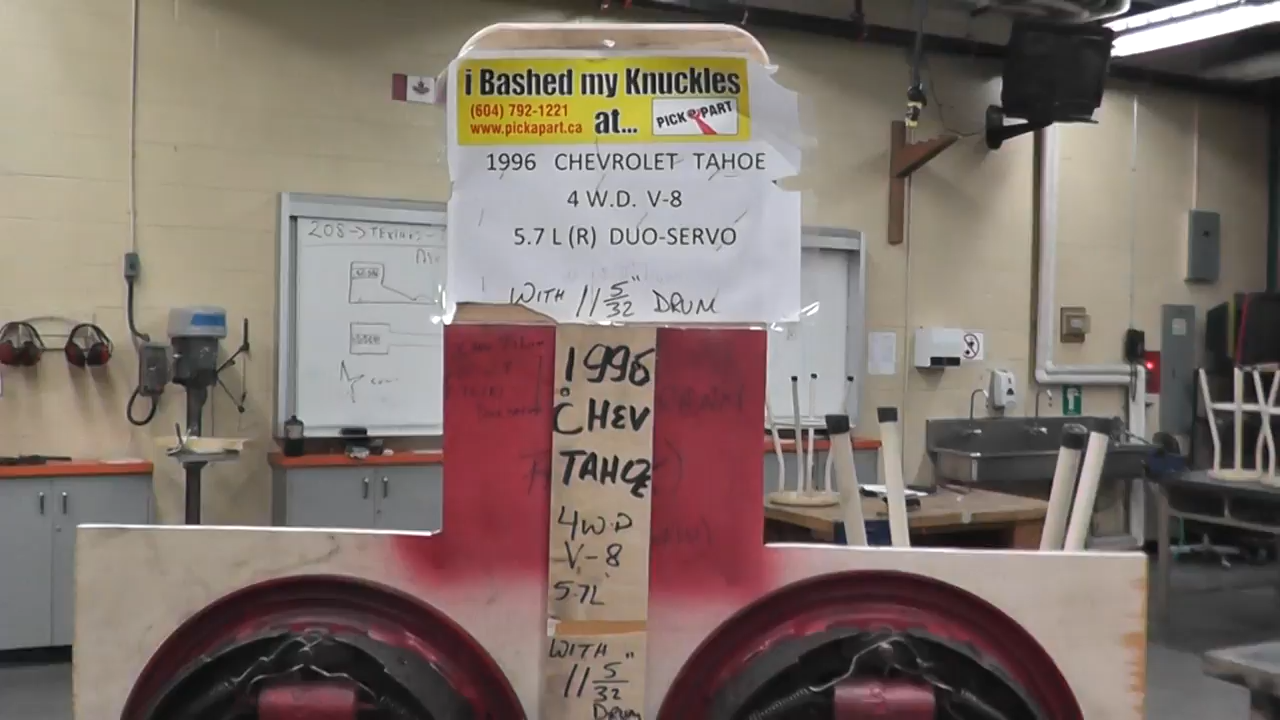 i Bashed my Knuckles
(604) 792-1221
www.pickapart.ca at... PICK A PART
1996 CHEVROLET TAHOE
4 W.D. V-8
5.7 L (R) DUO-SERVO
WITH 11 5/32" DRUM
208 →
1996
CHEV
TAHOE
4W.D
V-8
5.7L
WITH
11 5/32"
Drum